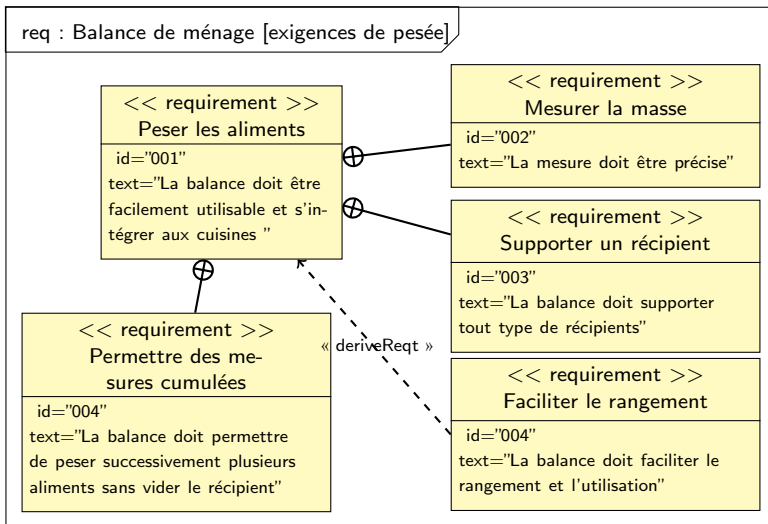 req : Balance de ménage [exigences de pesée]
<< requirement >>
Peser les aliments
id="001"
text="La balance doit être
facilement utilisable et s'in-
tégrer aux cuisines "
<< requirement >>
Mesurer la masse
id="002"
text="La mesure doit être précise"
<< requirement >>
Supporter un récipient
id="003"
text="La balance doit supporter
tout type de récipients"
<< requirement >>
Permettre des me-
sures cumulées
id="004"
text="La balance doit permettre
de peser successivement plusieurs
aliments sans vider le récipient"
« deriveReqt »
<< requirement >>
Faciliter le rangement
id="004"
text="La balance doit faciliter le
rangement et l'utilisation"